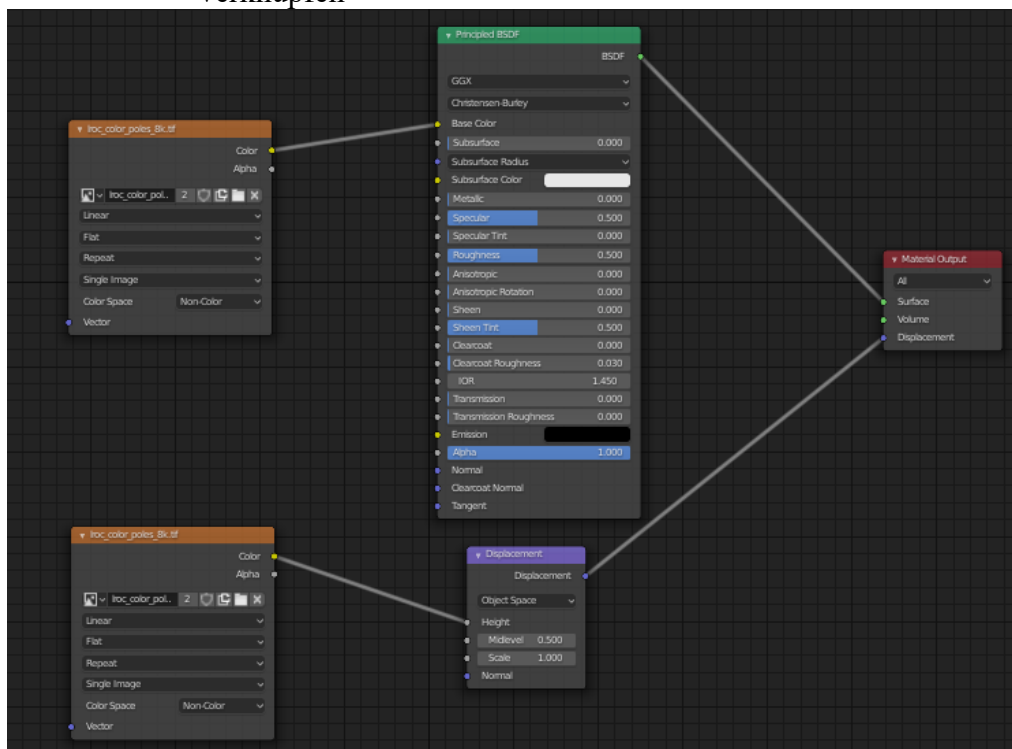 verknüpfen
Principled BSDF
BSDF
GGX
Christensen-Burley
Base Color
Subsurface 0.000
Subsurface Radius
Subsurface Color
Metallic 0.000
Specular 0.500
Specular Tint 0.000
Roughness 0.500
Anisotropic 0.000
Anisotropic Rotation 0.000
Sheen 0.000
Sheen Tint 0.500
Clearcoat 0.000
Clearcoat Roughness 0.030
IOR 1.450
Transmission 0.000
Transmission Roughness 0.000
Emission
Alpha 1.000
Normal
Clearcoat Normal
Tangent
lroc_color_poles_8k.tif
Color
Alpha
lroc_color_pol.. 2
Linear
Flat
Repeat
Single Image
Color Space Non-Color
Vector
Material Output
All
Surface
Volume
Displacement
lroc_color_poles_8k.tif
Color
Alpha
lroc_color_pol.. 2
Linear
Flat
Repeat
Single Image
Color Space Non-Color
Vector
Displacement
Displacement
Object Space
Height
Midlevel 0.500
Scale 1.000
Normal